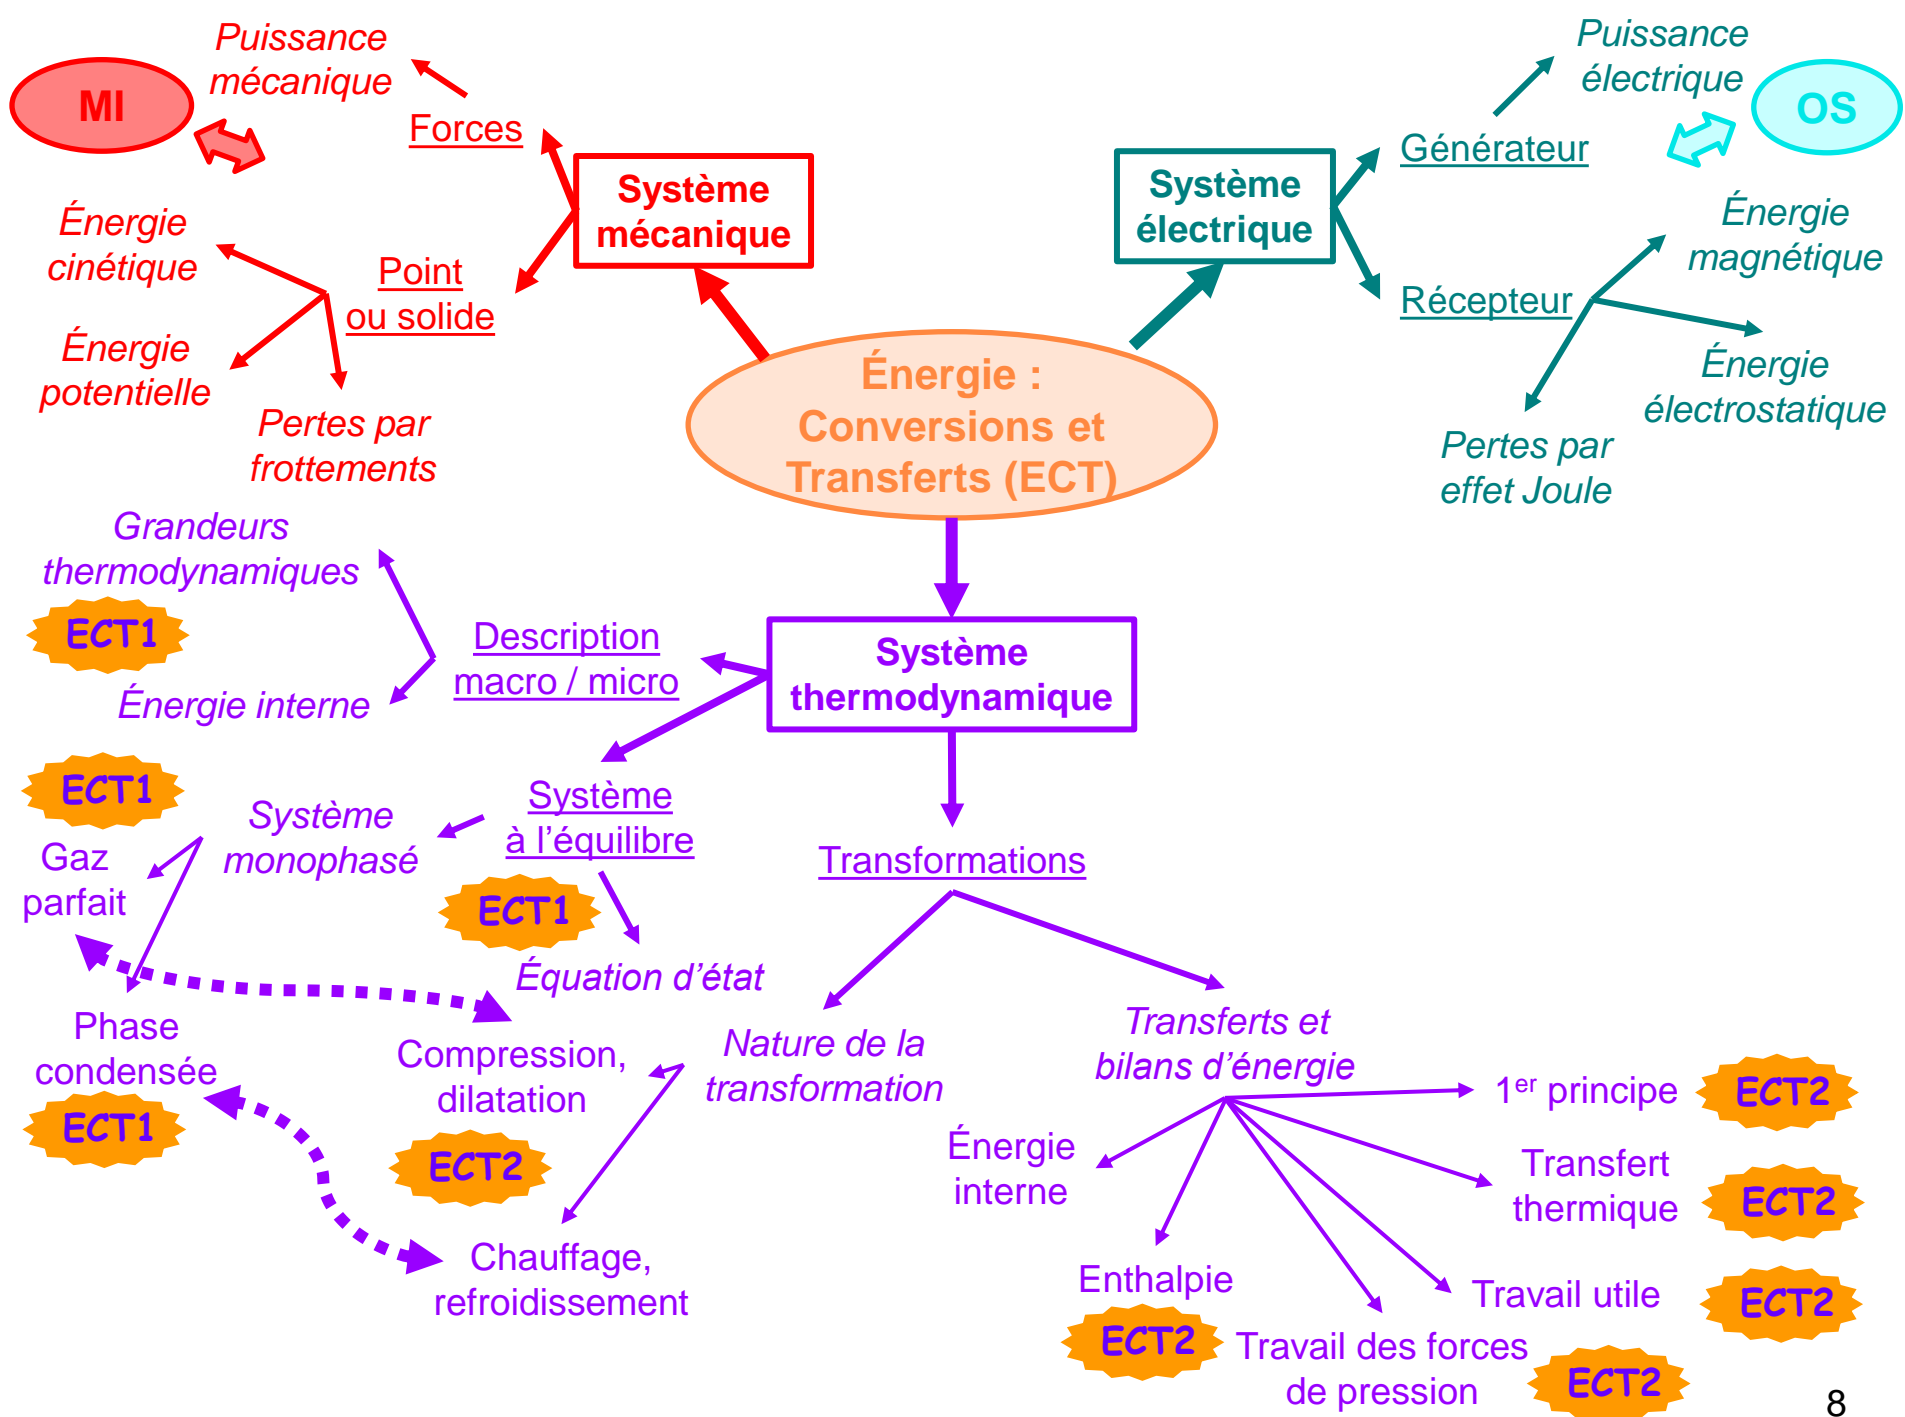 Puissance
mécanique
MI
Forces
Système
mécanique
Énergie
cinétique
Point
ou solide
Énergie
potentielle
Pertes par
frottements
Puissance
électrique
OS
Générateur
Système
électrique
Énergie
magnétique
Récepteur
Énergie
électrostatique
Pertes par
effet Joule
Énergie :
Conversions et
Transferts (ECT)
Grandeurs
thermodynamiques
ECT1
Description
macro / micro
Système
thermodynamique
Énergie interne
ECT1
Système
monophasé
Système
à l’équilibre
Gaz
parfait
ECT1
Transformations
Équation d’état
Phase
condensée
ECT1
Compression,
dilatation
ECT2
Nature de la
transformation
Transferts et
bilans d’énergie
1er principe
ECT2
Énergie
interne
Transfert
thermique
ECT2
Chauffage,
refroidissement
Enthalpie
ECT2
Travail utile
ECT2
Travail des forces
de pression
ECT2
8